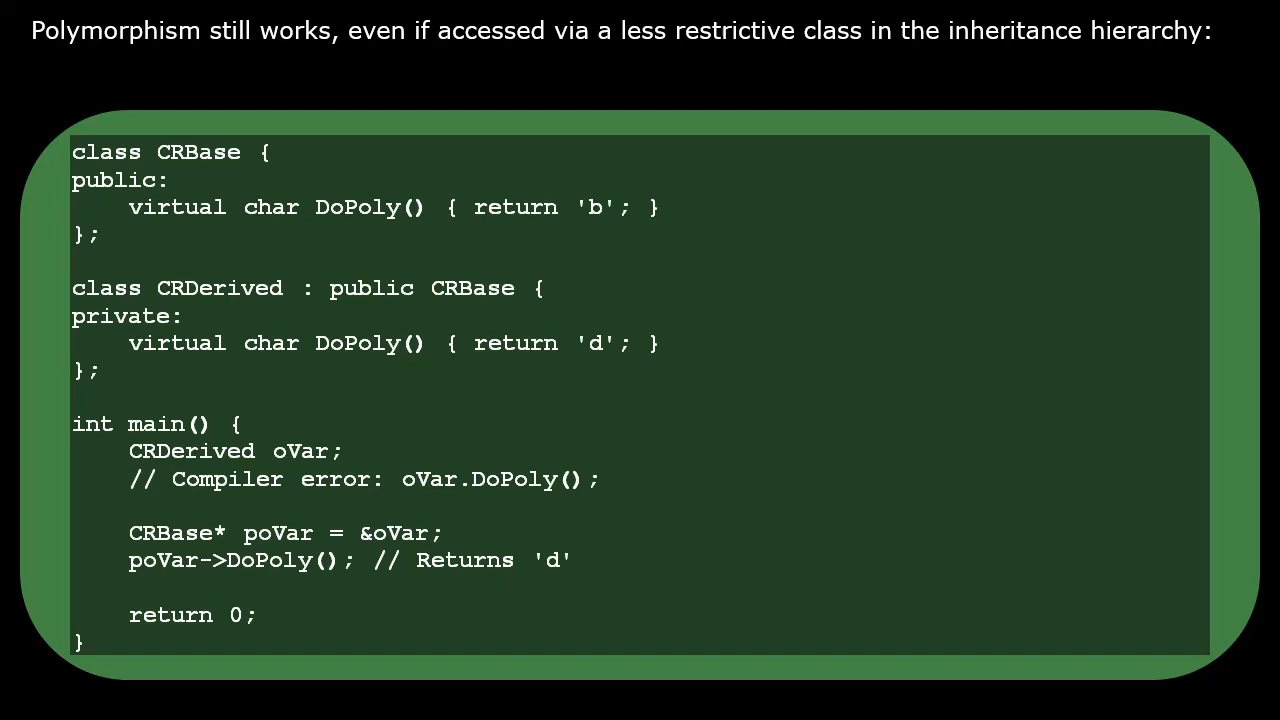 Polymorphism still works, even if accessed via a less restrictive class in the inheritance hierarchy:
class CRBase {
public:
    virtual char DoPoly() { return 'b'; }
};
class CRDerived : public CRBase {
private:
    virtual char DoPoly() { return 'd'; }
};
int main() {
    CRDerived oVar;
    // Compiler error: oVar.DoPoly();
    CRBase* poVar = &oVar;
    poVar->DoPoly(); // Returns 'd'
    return 0;
}